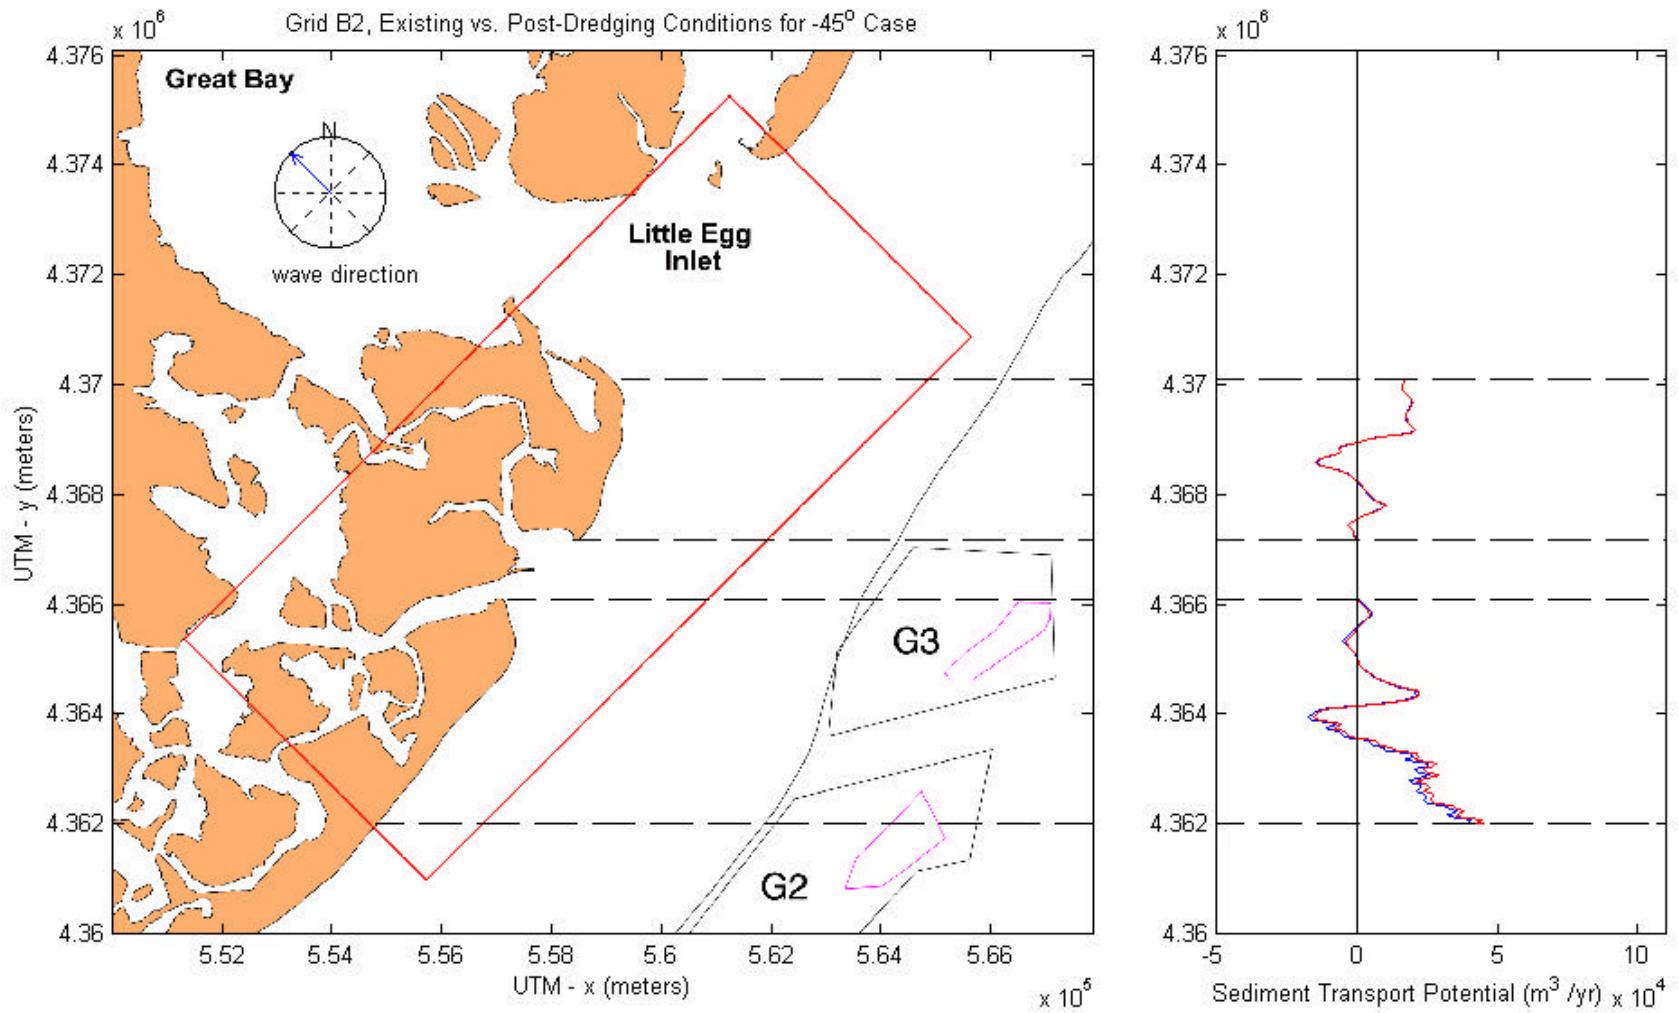 Grid B2, Existing vs. Post-Dredging Conditions for -45° Case
x 10^6
4.376
4.374
4.372
4.37
4.368
4.366
4.364
4.362
4.36
UTM - y (meters)
Great Bay
N
wave direction
Little Egg
Inlet
G3
G2
5.52
5.54
5.56
5.58
5.6
5.62
5.64
5.66
UTM - x (meters)
x 10^5
x 10^6
4.376
4.374
4.372
4.37
4.368
4.366
4.364
4.362
4.36
-5
0
5
10
Sediment Transport Potential (m^3 /yr)
x 10^4